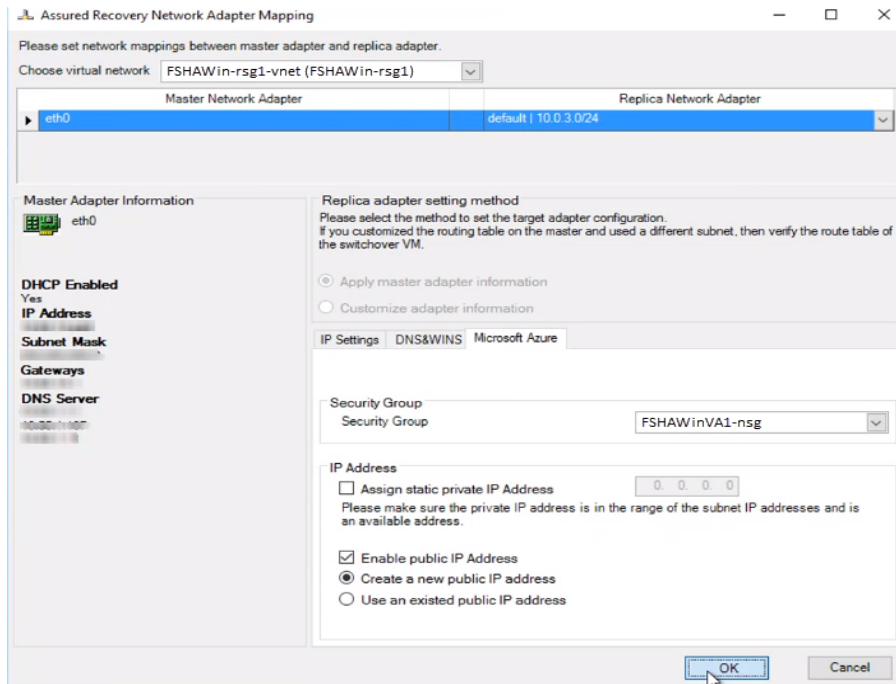 Assured Recovery Network Adapter Mapping
Please set network mappings between master adapter and replica adapter.
Choose virtual network FSHAWin-rsg1-vnet (FSHAWin-rsg1)
Master Network Adapter Replica Network Adapter
eth0 default | 10.0.3.0/24
Master Adapter Information
eth0
DHCP Enabled
Yes
IP Address
Subnet Mask
Gateways
DNS Server
Replica adapter setting method
Please select the method to set the target adapter configuration.
If you customized the routing table on the master and used a different subnet, then verify the route table of
the switchover VM.
Apply master adapter information
Customize adapter information
IP Settings DNS&WINS Microsoft Azure
Security Group
Security Group FSHAWinVA1-nsg
IP Address
Assign static private IP Address 0. 0. 0. 0
Please make sure the private IP address is in the range of the subnet IP addresses and is
an available address.
Enable public IP Address
Create a new public IP address
Use an existed public IP address
OK Cancel